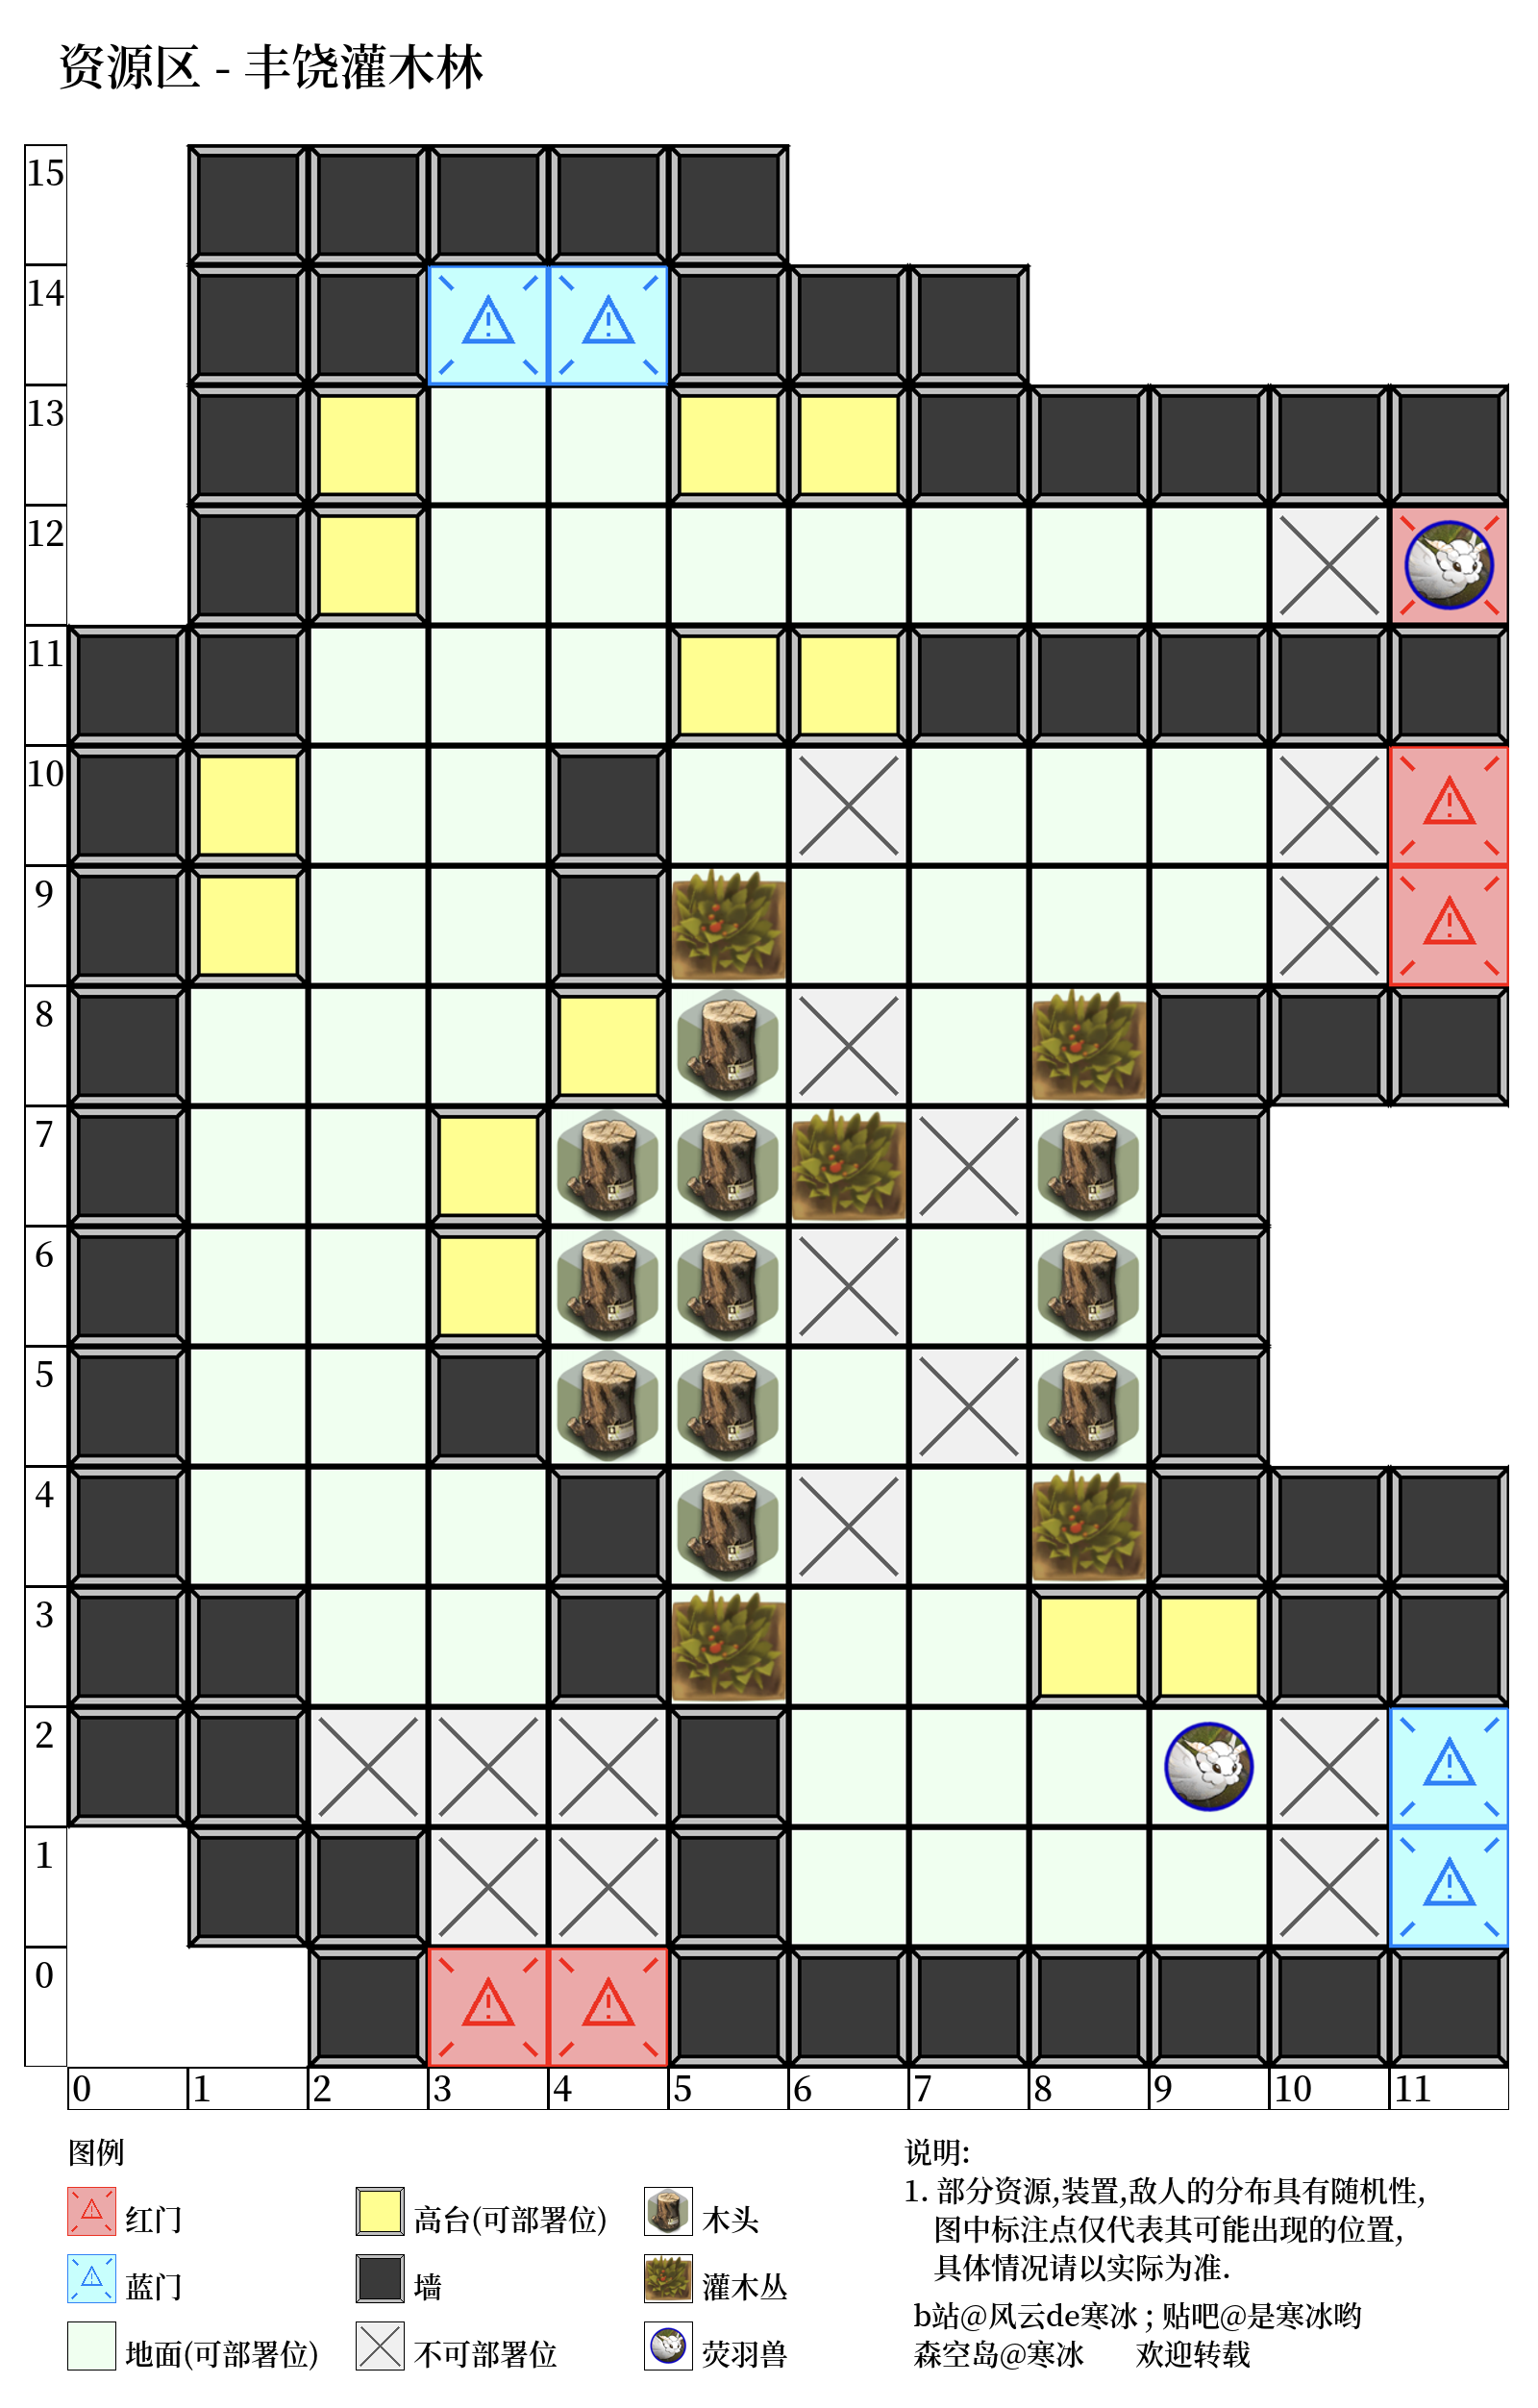 资源区 - 丰饶灌木林
15
14
13
12
11
10
9
8
7
6
5
4
3
2
1
0
0 1 2 3 4 5 6 7 8 9 10 11
图例
红门 高台(可部署位) 木头
蓝门 墙 灌木丛
地面(可部署位) 不可部署位 荧羽兽
说明:
1. 部分资源,装置,敌人的分布具有随机性,
图中标注点仅代表其可能出现的位置,
具体情况请以实际为准.
b站@风云de寒冰 ; 贴吧@是寒冰哟
森空岛@寒冰 欢迎转载